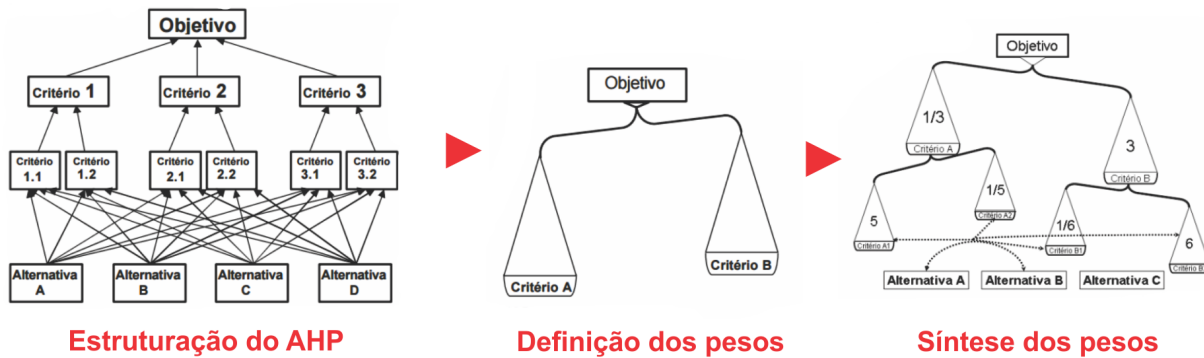 Objetivo
Critério 1
Critério 2
Critério 3
Critério
1.1
Critério
1.2
Critério
2.1
Critério
2.2
Critério
3.1
Critério
3.2
Alternativa
A
Alternativa
B
Alternativa
C
Alternativa
D
Estruturação do AHP
Objetivo
Critério A
Critério B
Definição dos pesos
Objetivo
1/3
Critério A
3
Critério B
5
Critério A1
1/5
Critério A2
1/6
Critério B1
6
Critério B
Alternativa A
Alternativa B
Alternativa C
Síntese dos pesos